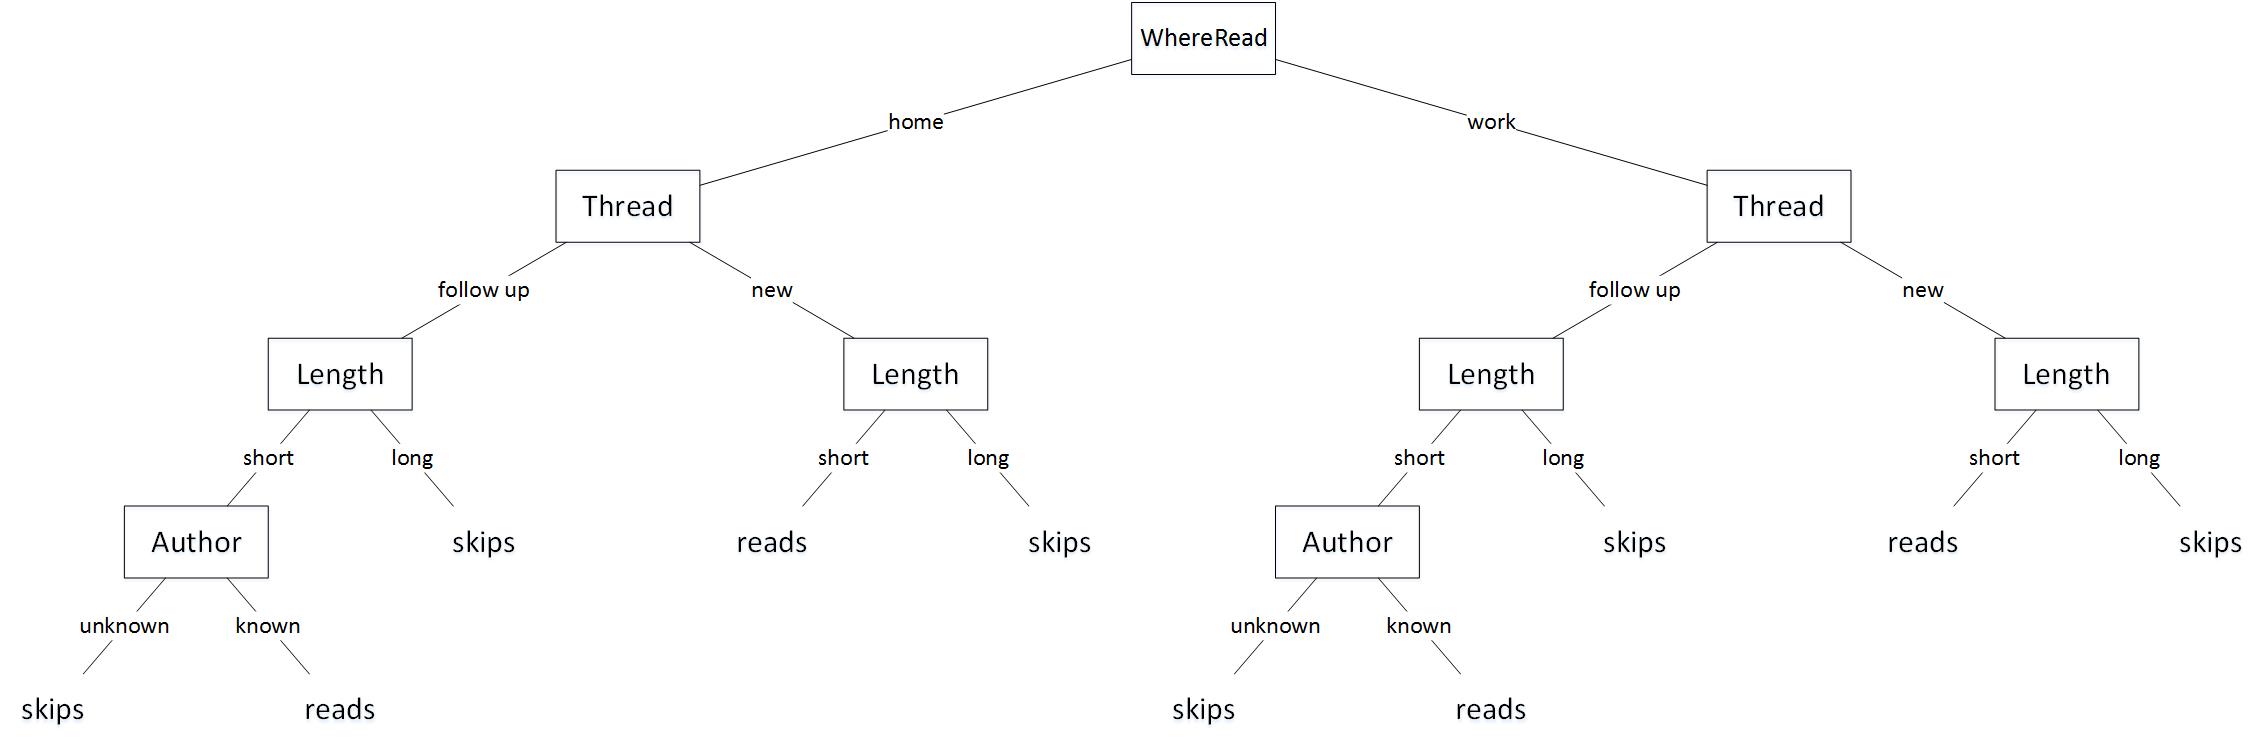 WhereRead
home
work
Thread
Thread
follow up
new
follow up
new
Length
Length
Length
Length
short
long
short
long
short
long
short
long
Author
skips
reads
skips
Author
skips
reads
skips
unknown
known
unknown
known
skips
reads
skips
reads